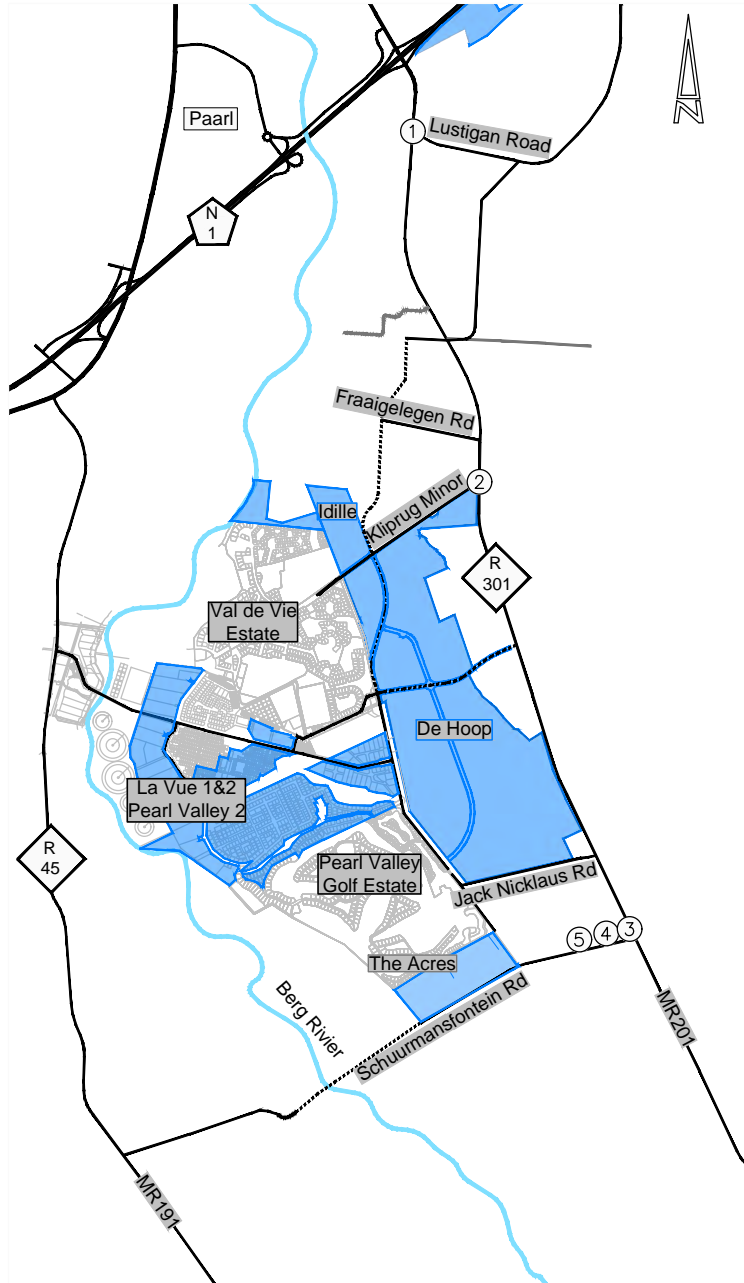 Paarl
1
Lustigan Road
N
1
Fraaigelegen Rd
Kliprug Minor
2
Idille
R
301
Val de Vie
Estate
De Hoop
La Vue 1&2
Pearl Valley 2
R
45
Pearl Valley
Golf Estate
Jack Nicklaus Rd
5
4
3
The Acres
Schuurmansfontein Rd
Berg Rivier
MR201
MR191
N